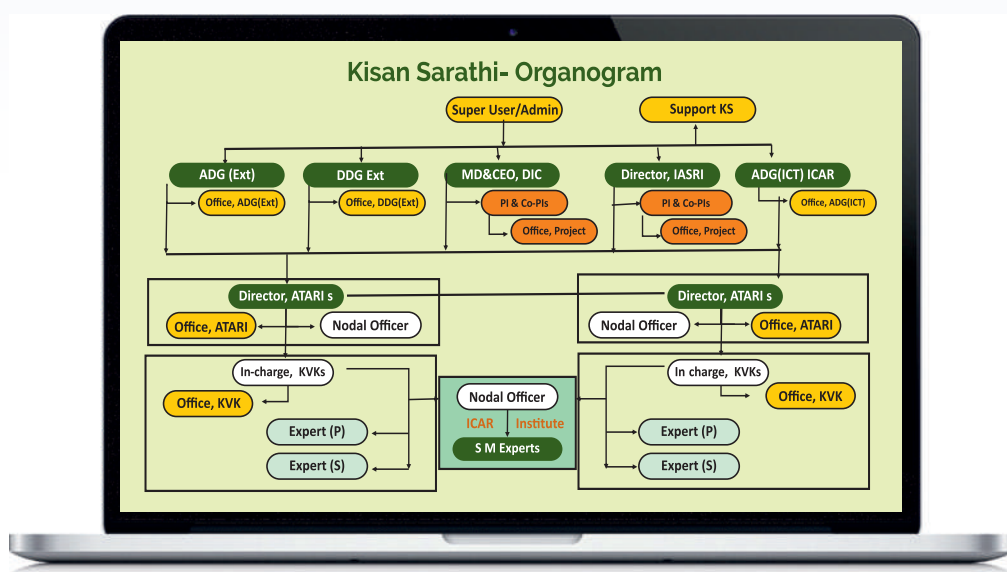 Kisan Sarathi- Organogram
Super User/Admin
Support KS
ADG (Ext)
DDG Ext
MD&CEO, DIC
Director, IASRI
ADG(ICT) ICAR
Office, ADG(Ext)
Office, DDG(Ext)
PI & Co-PIs
PI & Co-PIs
Office, ADG(ICT)
Office, Project
Office, Project
Director, ATARI s
Director, ATARI s
Office, ATARI
Nodal Officer
Nodal Officer
Office, ATARI
In-charge, KVKs
In charge, KVKs
Office, KVK
Office, KVK
Nodal Officer
ICAR Institute
S M Experts
Expert (P)
Expert (P)
Expert (S)
Expert (S)